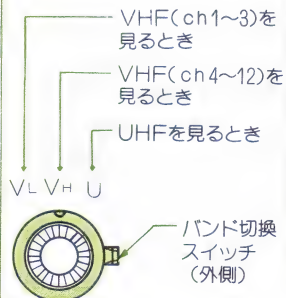 VHF(ch1〜3)を
見るとき
VHF(ch4〜12)を
見るとき
UHFを見るとき
VL VH U
バンド切換
スイッチ
(外側)